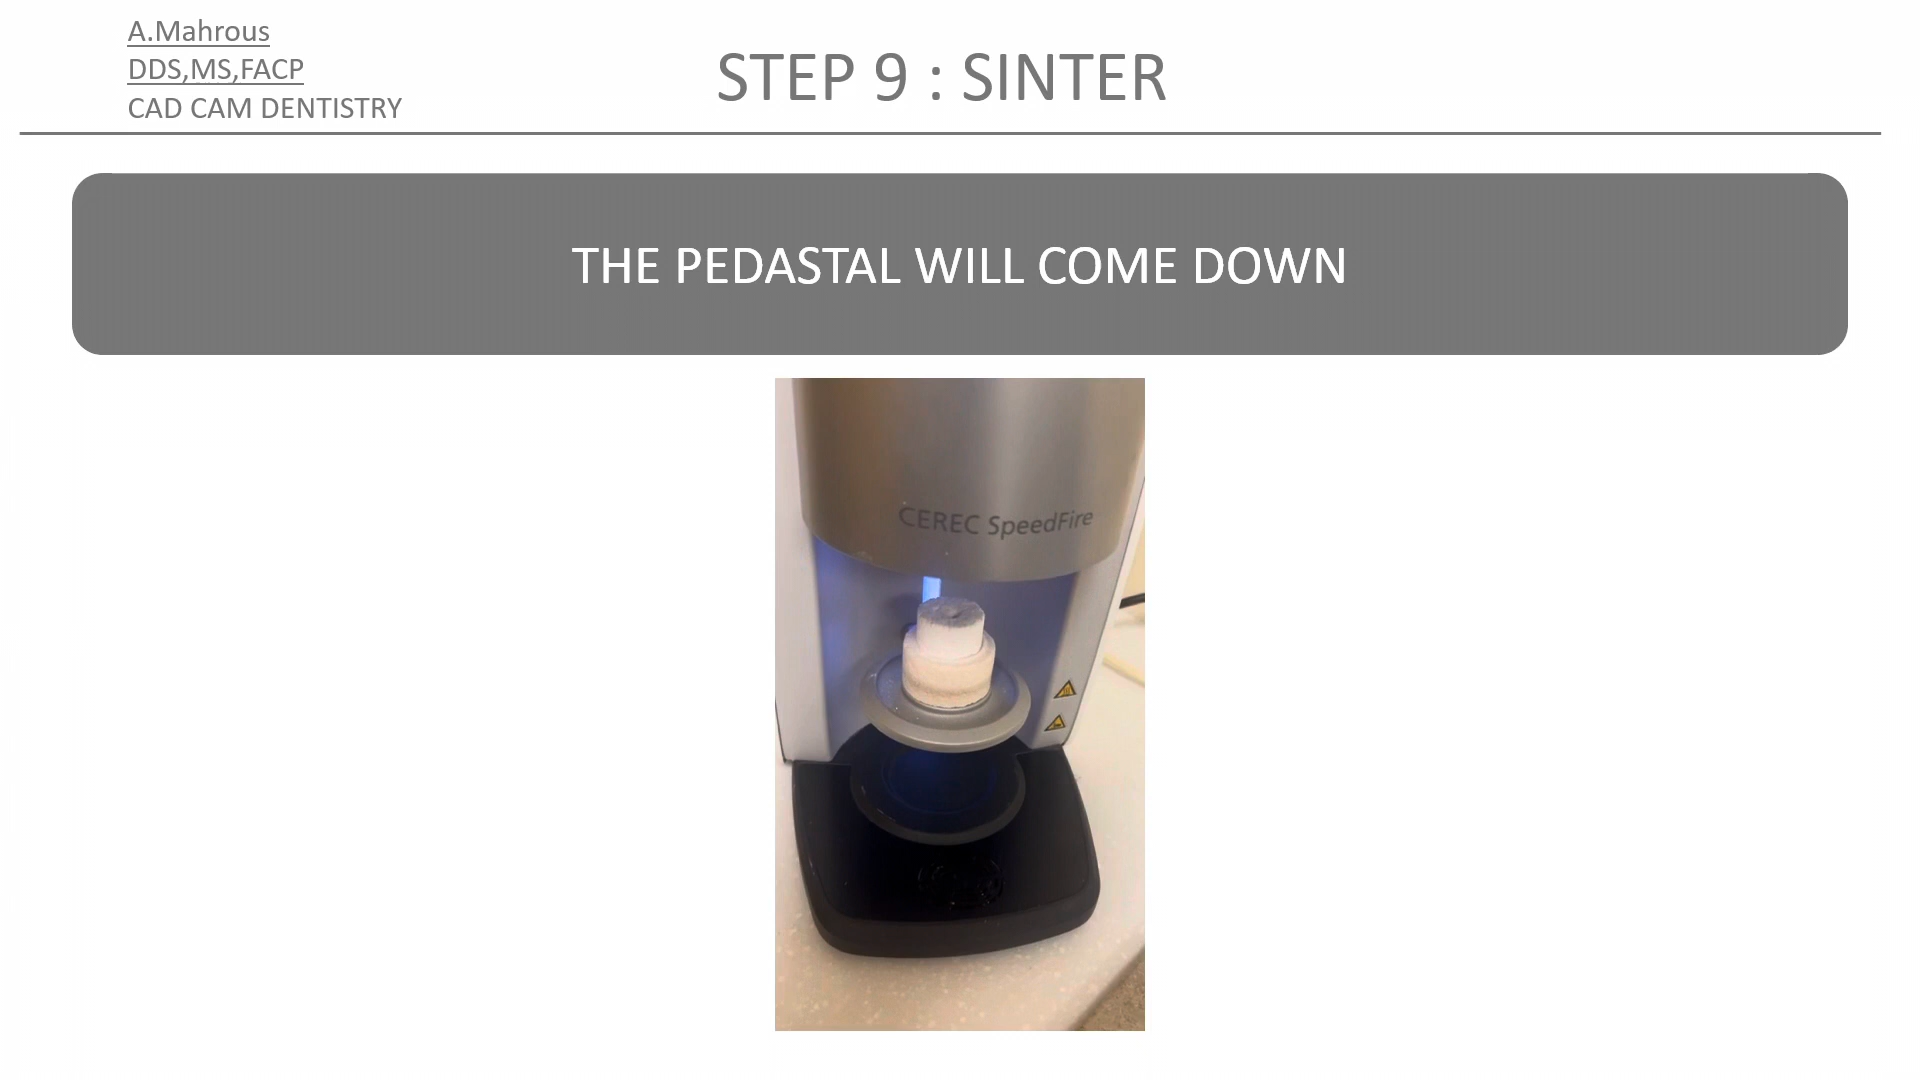 A.Mahrous
DDS,MS,FACP
CAD CAM DENTISTRY
STEP 9 : SINTER
THE PEDASTAL WILL COME DOWN
CEREC SpeedFire